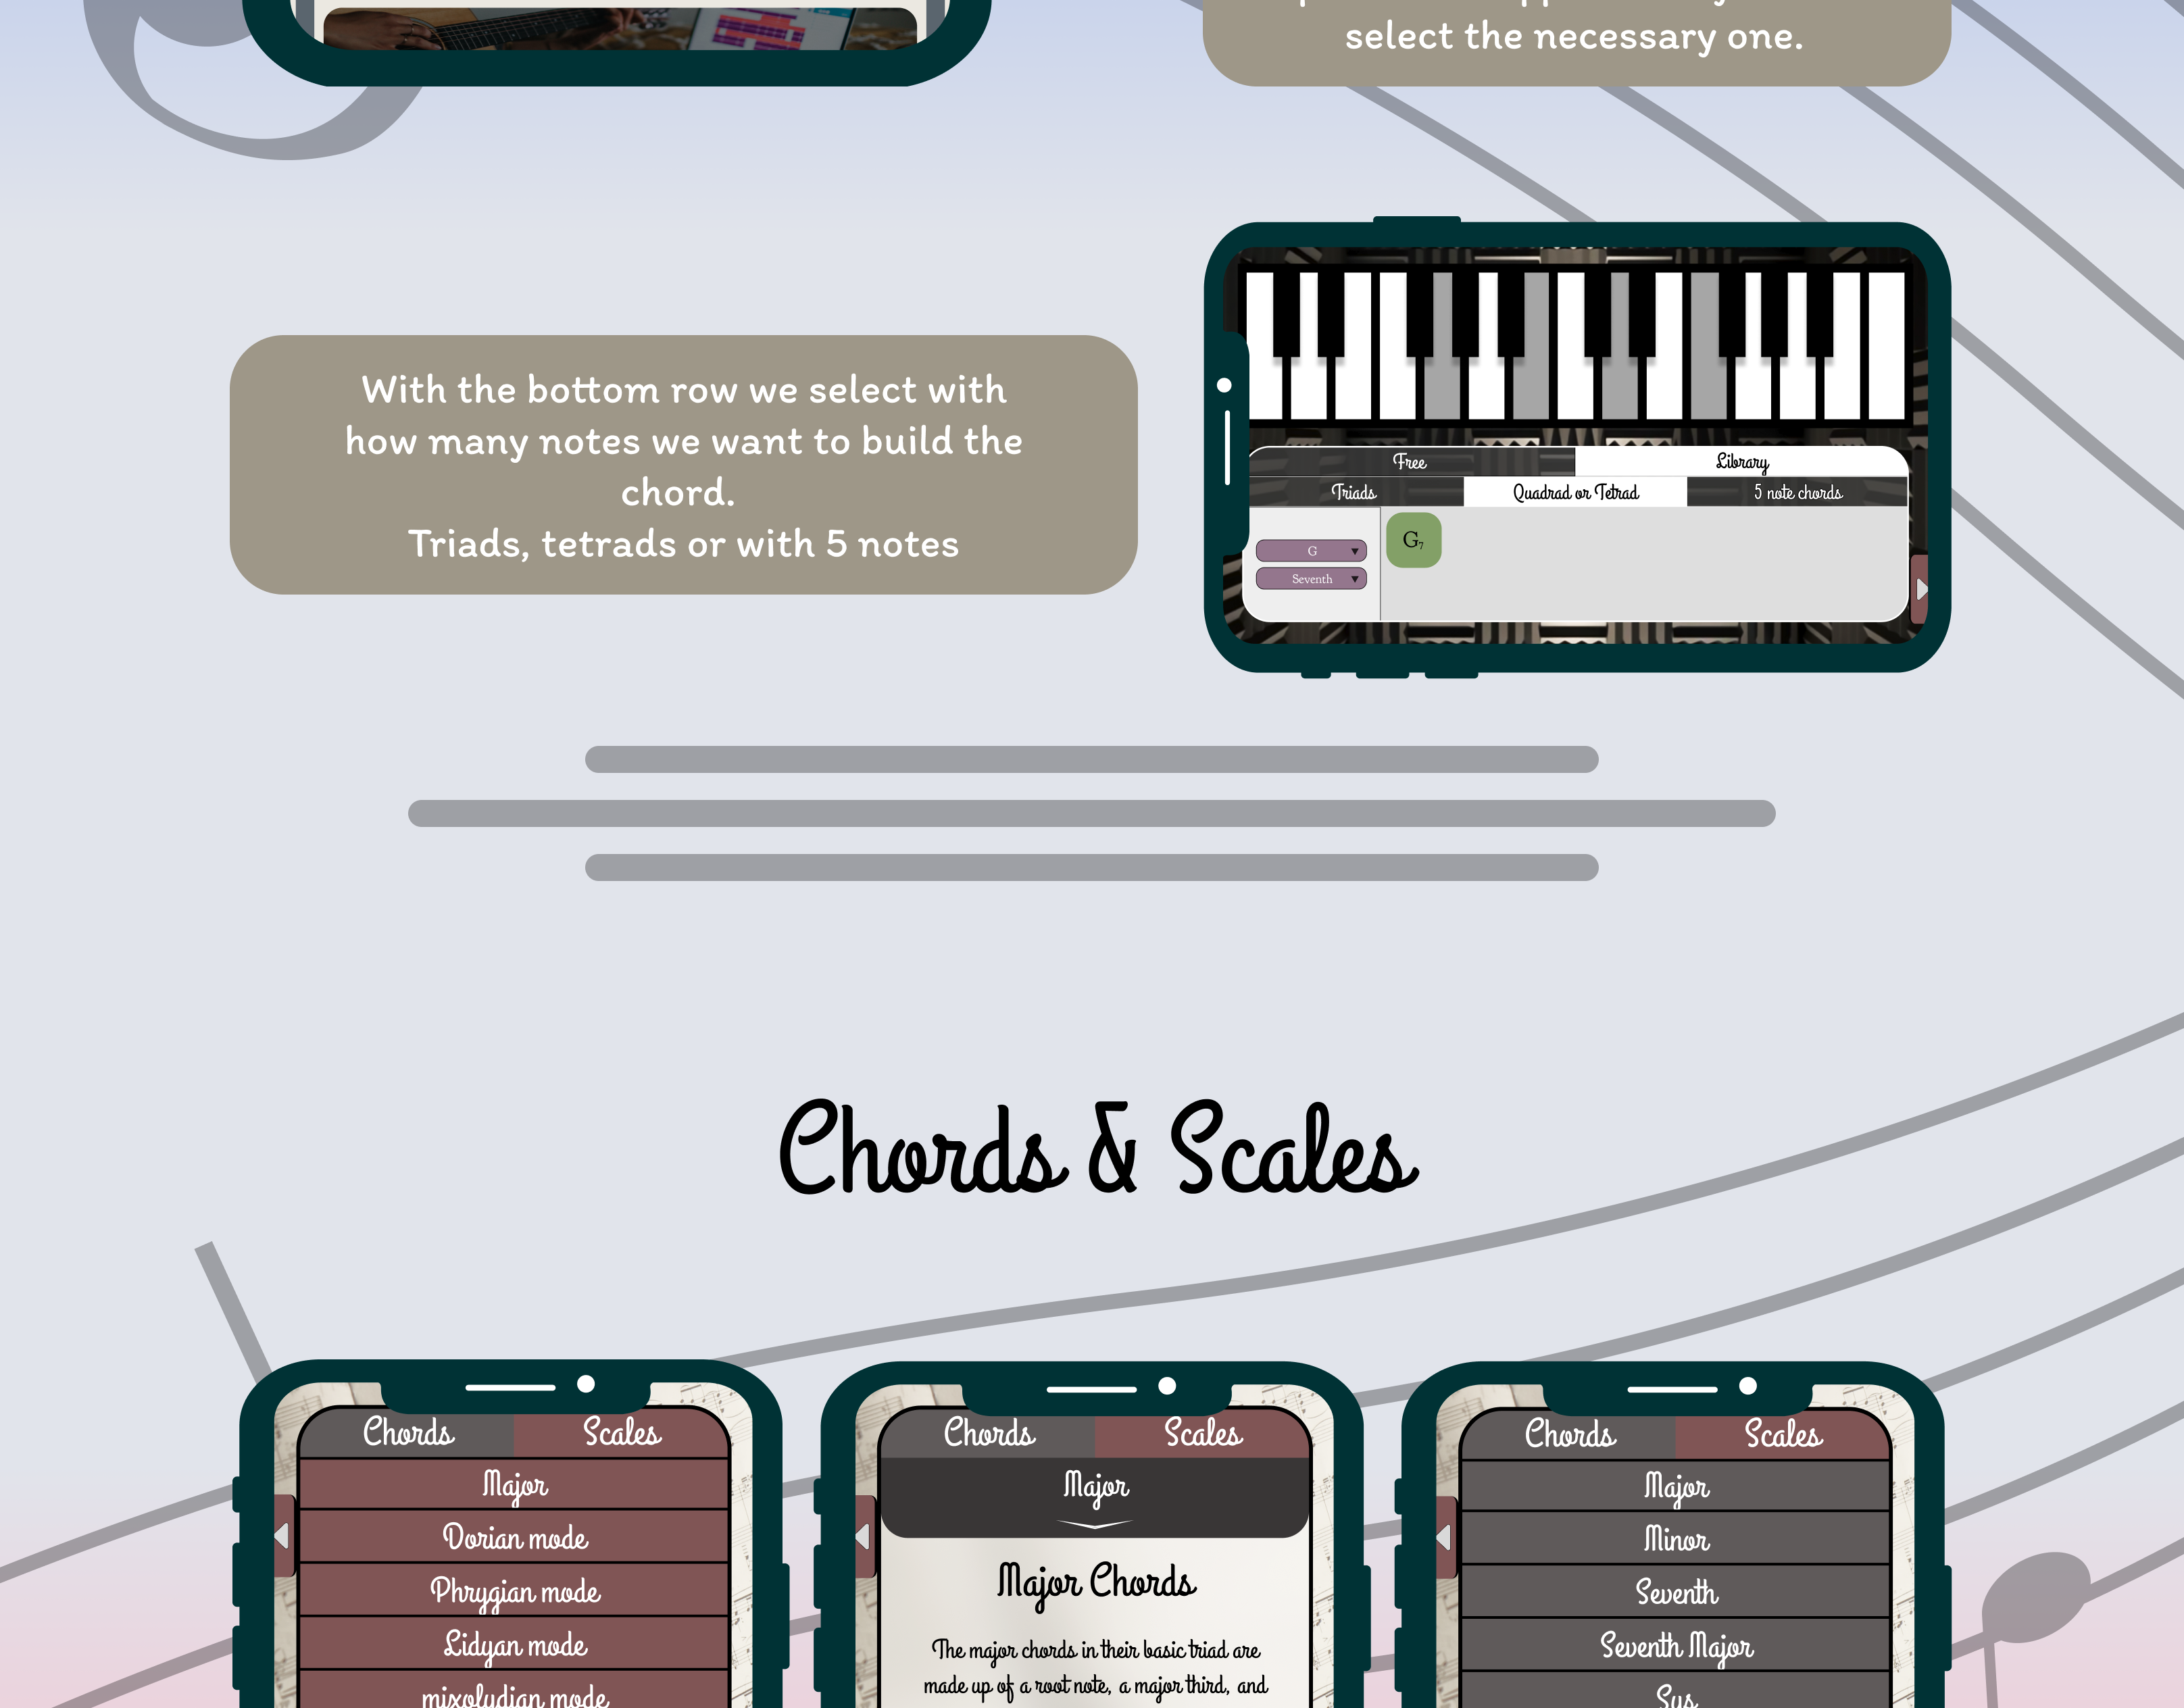 select the necessary one.
With the bottom row we select with
how many notes we want to build the
chord.
Triads, tetrads or with 5 notes
Free
Library
Triads
Quadrad or Tetrad
5 note chords
G
Seventh
G7
Chords & Scales
Chords
Scales
Major
Dorian mode
Phrygian mode
Lidyan mode
mixolydian mode
Chords
Scales
Major
Major Chords
The major chords in their basic triad are
made up of a root note, a major third, and
Chords
Scales
Major
Minor
Seventh
Seventh Major
Sus